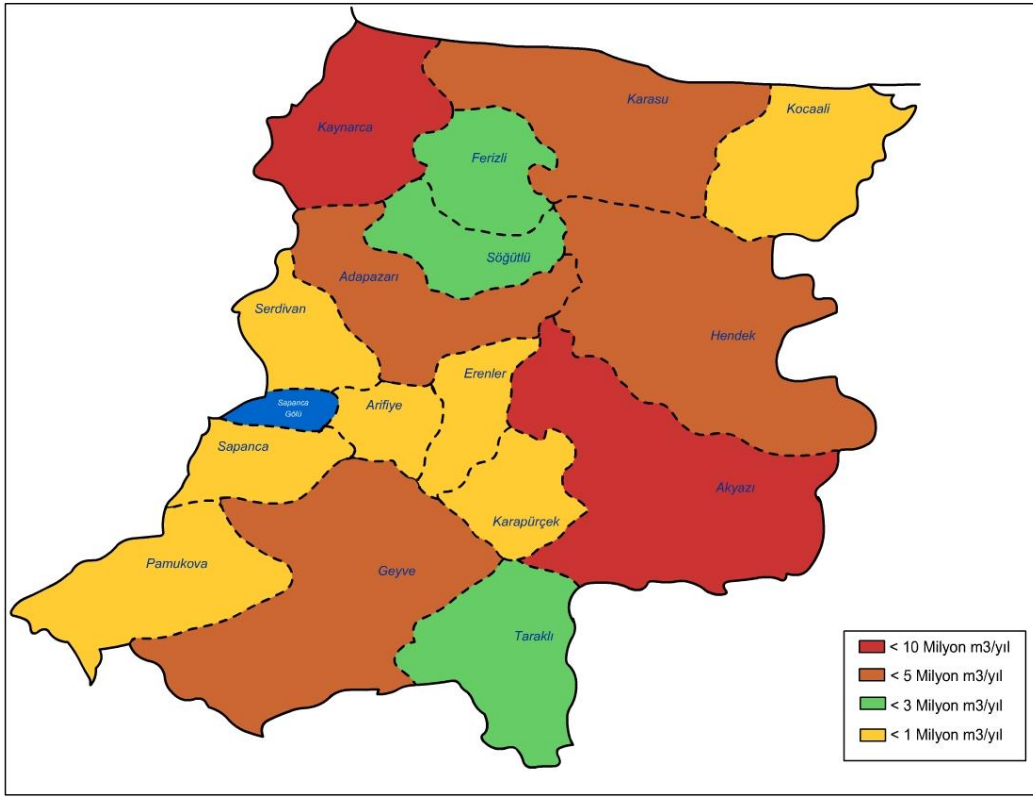 Karasu
Kocaali
Kaynarca
Ferizli
Söğütlü
Adapazarı
Serdivan
Hendek
Erenler
Sapanca
Gölü
Arifiye
Sapanca
Akyazı
Karapürçek
Pamukova
Geyve
Taraklı
< 10 Milyon m3/yıl
< 5 Milyon m3/yıl
< 3 Milyon m3/yıl
< 1 Milyon m3/yıl